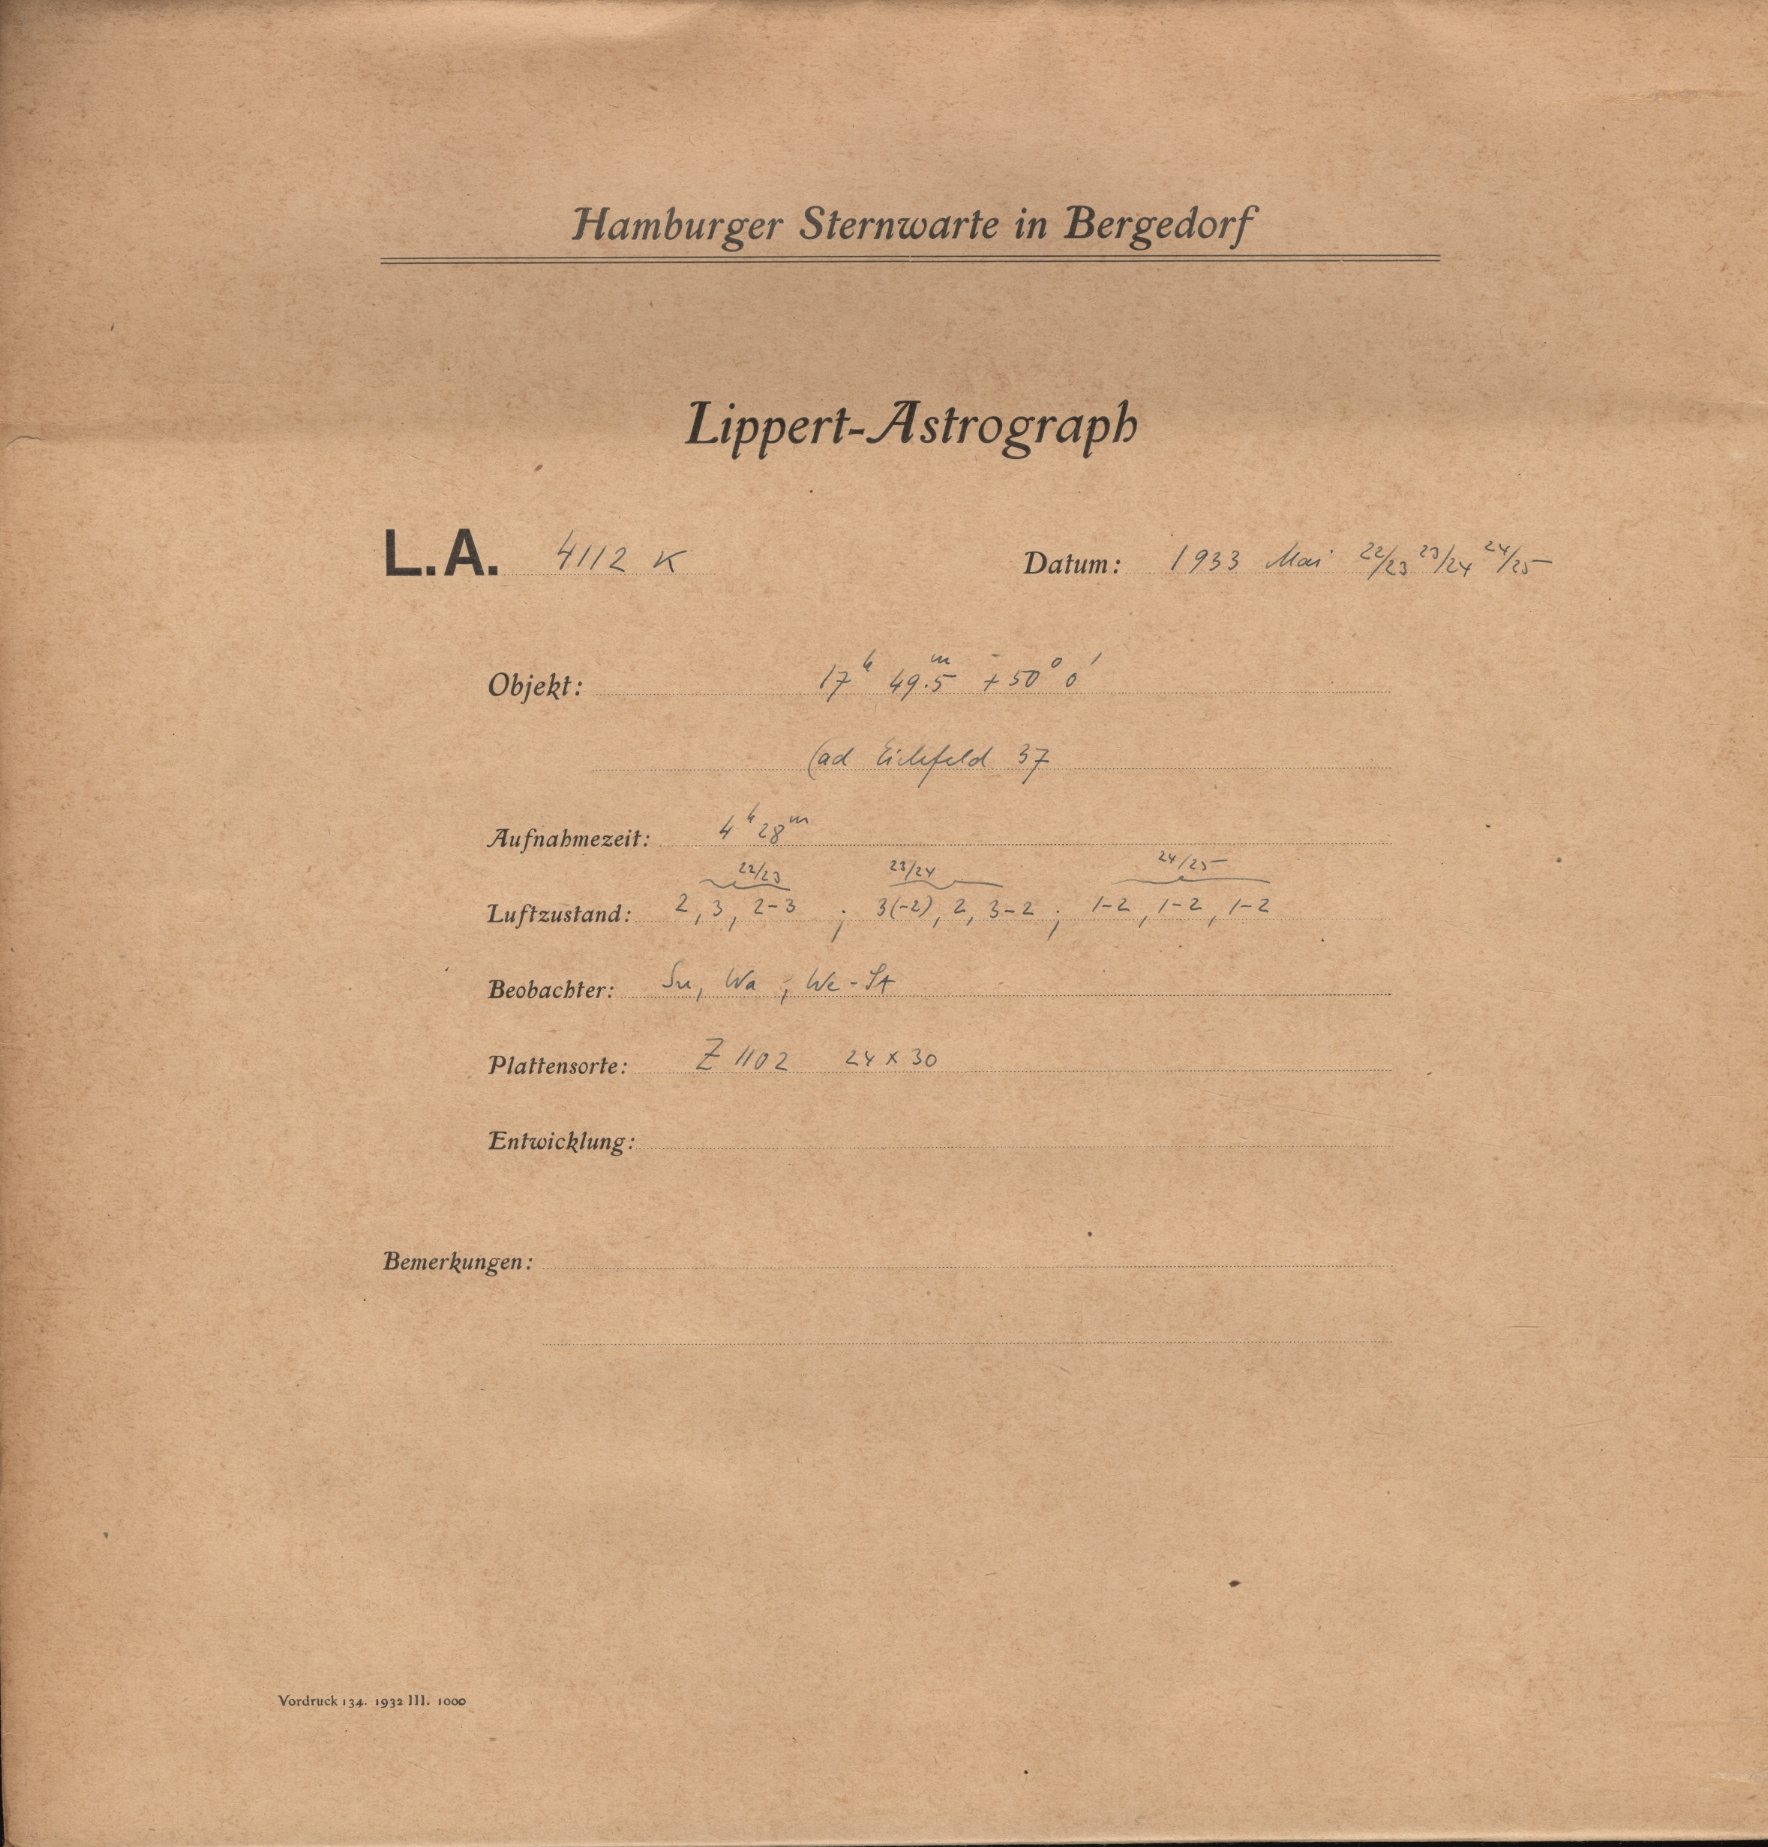 Hamburger Sternwarte in Bergedorf
Lippert-Astrograph
L.A. 4112 K Datum: 1933 Mai 22/23 23/24 24/25
Objekt: 17h 49m.5 +50° 0'
(ad Eichfeld 37
Aufnahmezeit: 4h 28m
22/23 23/24 24/25
Luftzustand: 2, 3, 2-3 ; 3(-2), 2, 3-2 ; 1-2, 1-2, 1-2
Beobachter: Su, Wa ; We-St
Plattensorte: Z 1102 24 x 30
Entwicklung:
Bemerkungen:
Vordruck 134. 1932 III. 1000